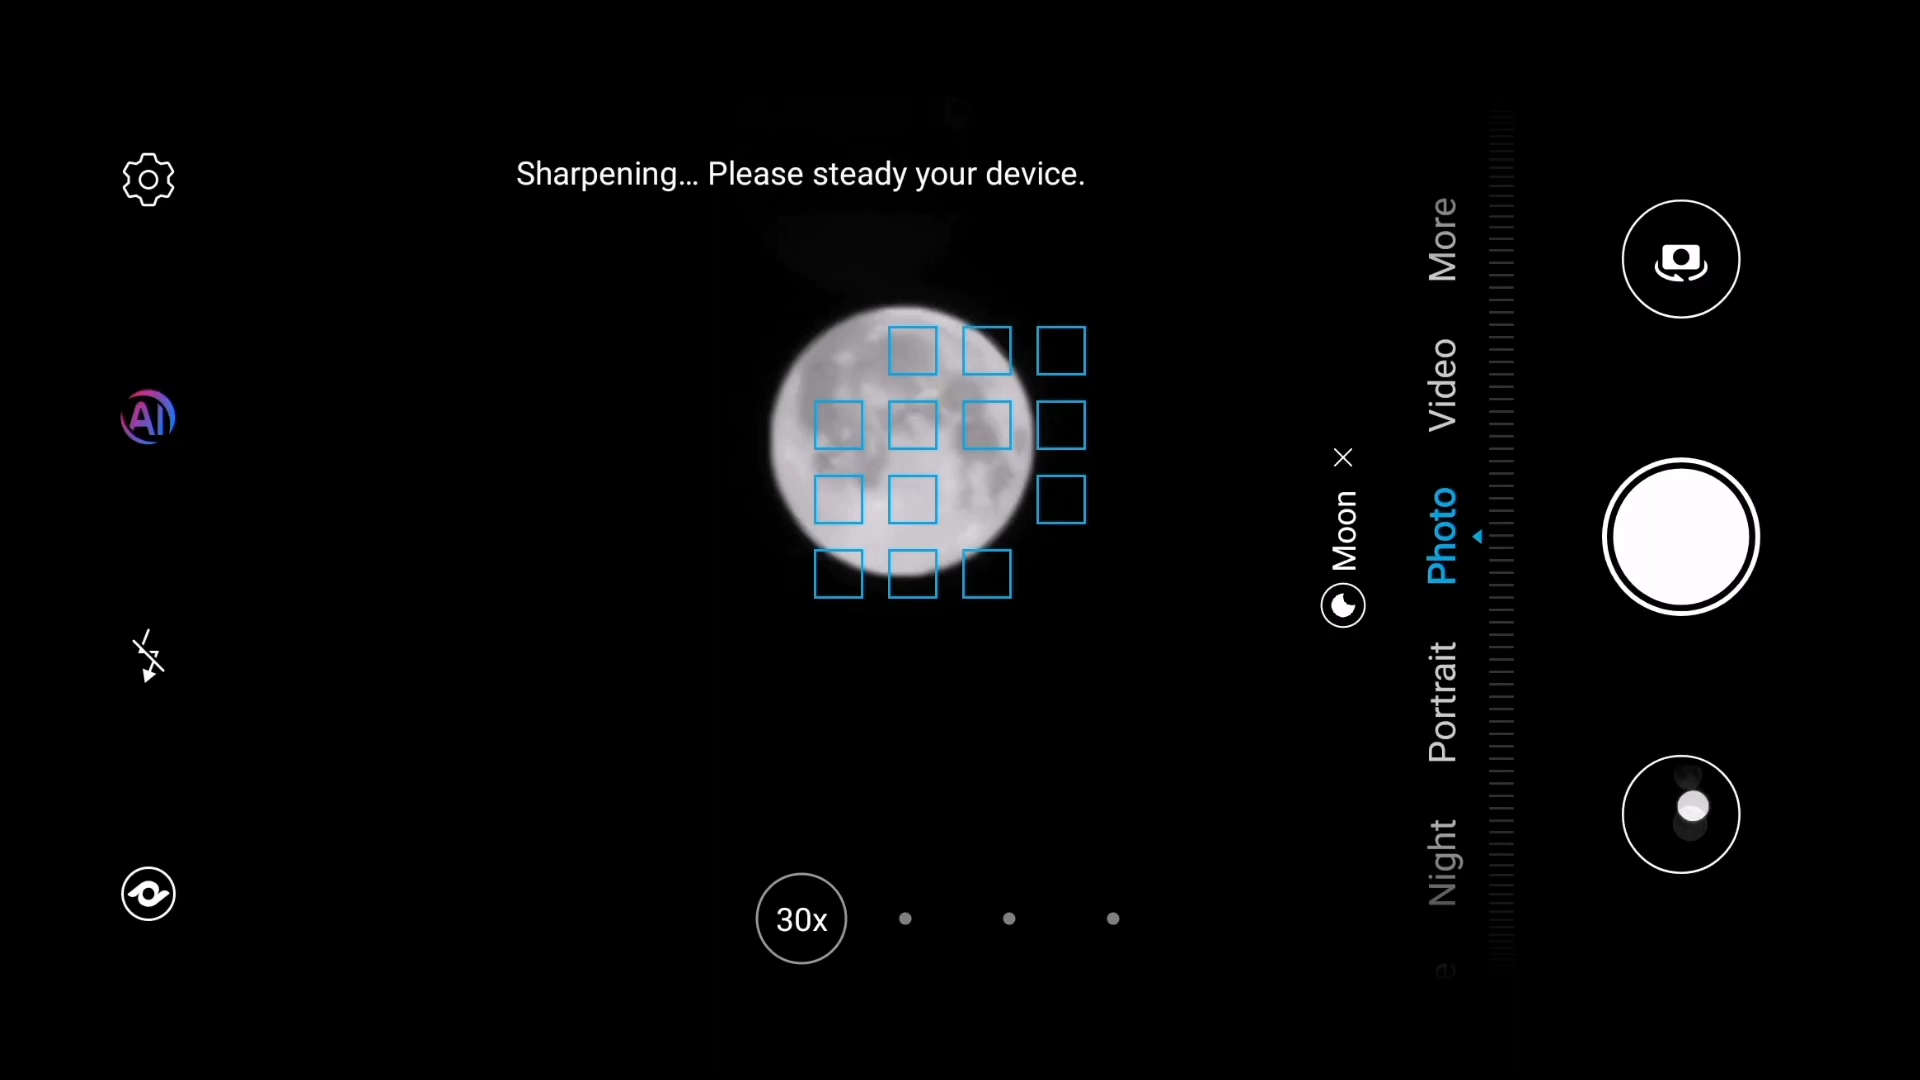 Sharpening... Please steady your device.
AI
Moon
More
Video
Photo
Portrait
Night
30x